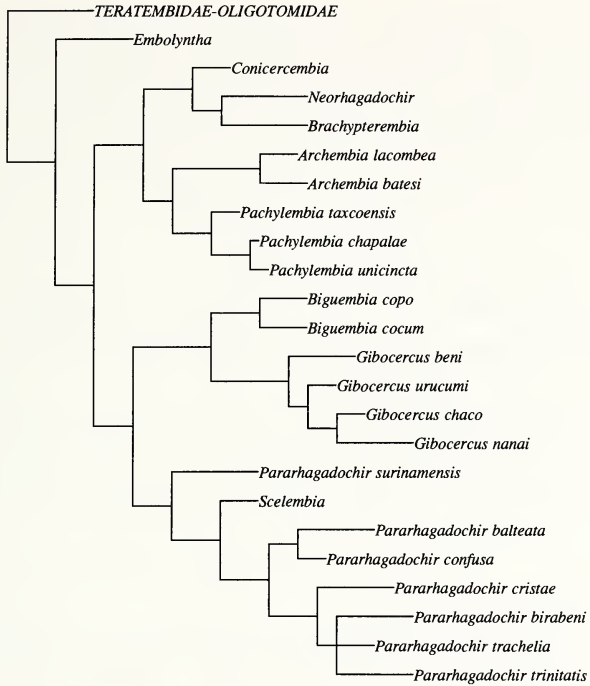 TERATEMBIDAE-OLIGOTOMIDAE
Embolyntha
Conicercembia
Neorhagadochir
Brachypterembia
Archembia lacombea
Archembia batesi
Pachylembia taxcoensis
Pachylembia chapalae
Pachylembia unicincta
Biguembia copo
Biguembia cocum
Gibocercus beni
Gibocercus urucumi
Gibocercus chaco
Gibocercus nanai
Pararhagadochir surinamensis
Scelembia
Pararhagadochir balteata
Pararhagadochir confusa
Pararhagadochir cristae
Pararhagadochir birabeni
Pararhagadochir trachelia
Pararhagadochir trinitatis